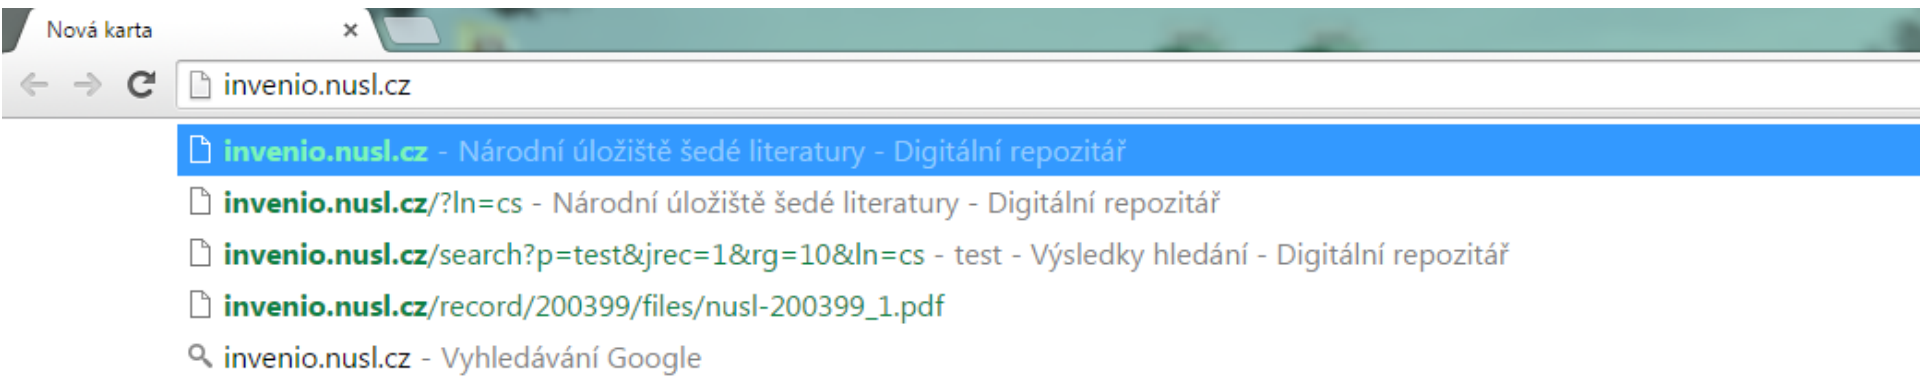 Nová karta
invenio.nusl.cz
invenio.nusl.cz - Národní úložiště šedé literatury - Digitální repozitář
invenio.nusl.cz/?ln=cs - Národní úložiště šedé literatury - Digitální repozitář
invenio.nusl.cz/search?p=test&jrec=1&rg=10&ln=cs - test - Výsledky hledání - Digitální repozitář
invenio.nusl.cz/record/200399/files/nusl-200399_1.pdf
invenio.nusl.cz - Vyhledávání Google